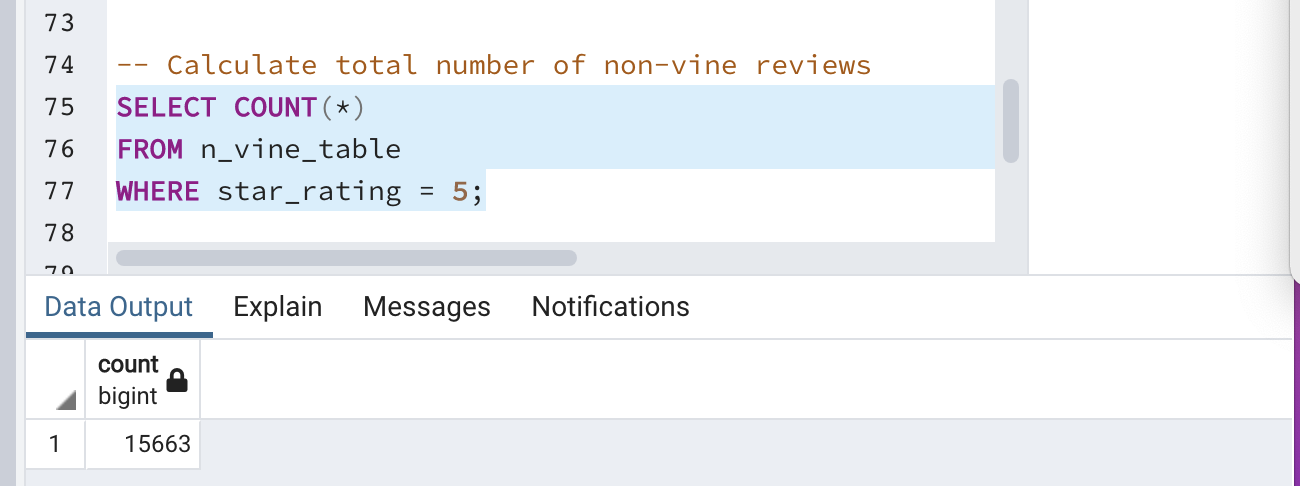 73
74 -- Calculate total number of non-vine reviews
75 SELECT COUNT(*)
76 FROM n_vine_table
77 WHERE star_rating = 5;
78
79
Data Output Explain Messages Notifications
count
bigint
1 15663